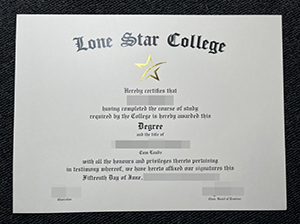 Lone Star College
Hereby certifies that
having completed the course of study
required by the College is hereby awarded this
Degree
and the title of
Cum Laude
with all the honours and privileges thereto pertaining
in testimony whereof, we have hereto affixed our signatures this
Fifteenth Day of June,